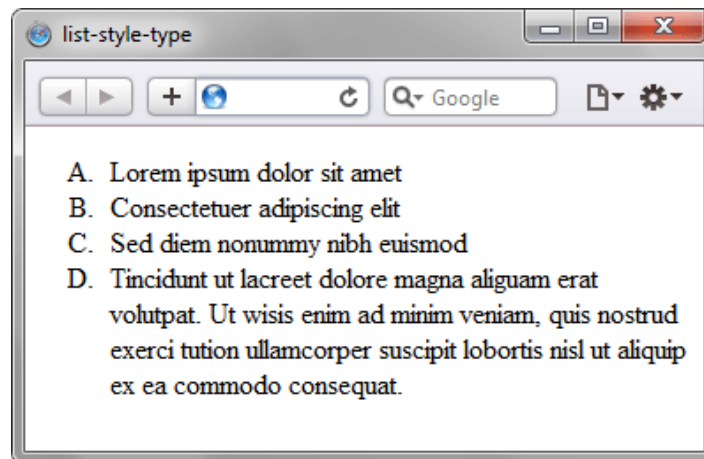 list-style-type
Google
A. Lorem ipsum dolor sit amet
B. Consectetuer adipiscing elit
C. Sed diem nonummy nibh euismod
D. Tincidunt ut lacreet dolore magna aliguam erat
volutpat. Ut wisis enim ad minim veniam, quis nostrud
exerci tution ullamcorper suscipit lobortis nisl ut aliquip
ex ea commodo consequat.